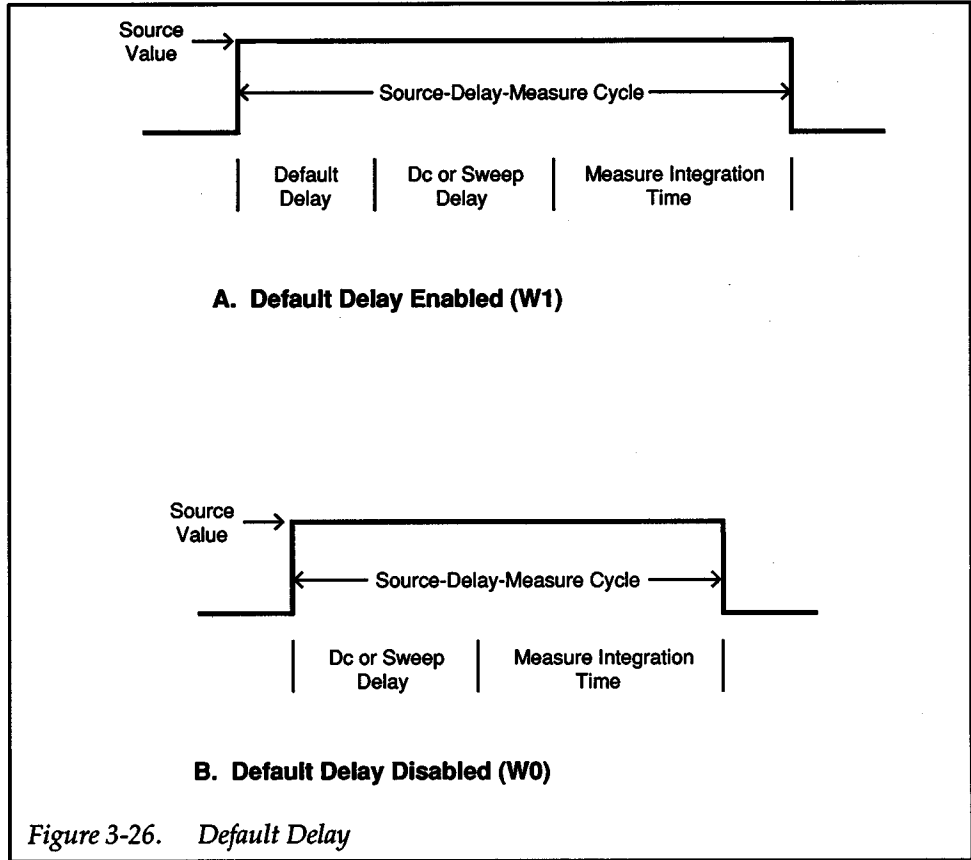 Source
Value
Source-Delay-Measure Cycle
Default
Delay
Dc or Sweep
Delay
Measure Integration
Time
A. Default Delay Enabled (W1)
Source
Value
Source-Delay-Measure Cycle
Dc or Sweep
Delay
Measure Integration
Time
B. Default Delay Disabled (W0)
Figure 3-26. Default Delay